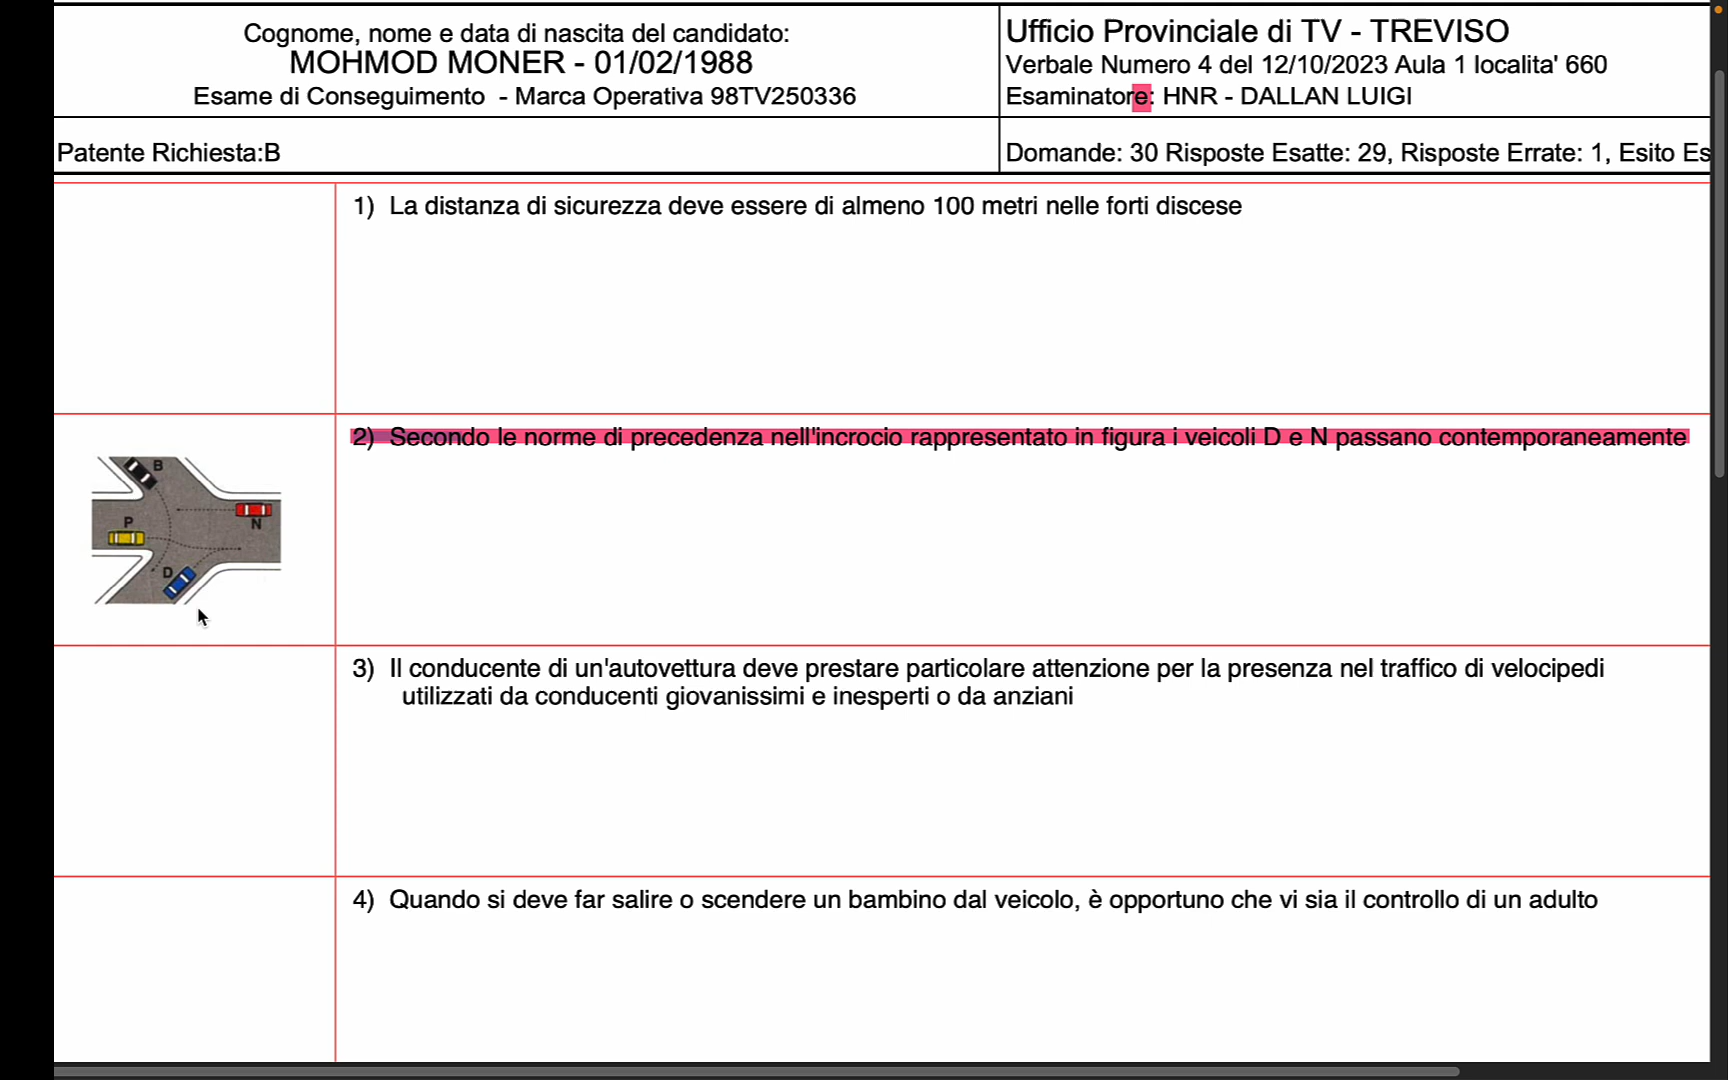 Cognome, nome e data di nascita del candidato:
MOHMOD MONER - 01/02/1988
Esame di Conseguimento - Marca Operativa 98TV250336
Ufficio Provinciale di TV - TREVISO
Verbale Numero 4 del 12/10/2023 Aula 1 localita' 660
Esaminatore: HNR - DALLAN LUIGI
Patente Richiesta:B
Domande: 30 Risposte Esatte: 29, Risposte Errate: 1, Esito Es
1) La distanza di sicurezza deve essere di almeno 100 metri nelle forti discese
2) Secondo le norme di precedenza nell'incrocio rappresentato in figura i veicoli D e N passano contemporaneamente
B
N
P
D
3) Il conducente di un'autovettura deve prestare particolare attenzione per la presenza nel traffico di velocipedi
utilizzati da conducenti giovanissimi e inesperti o da anziani
4) Quando si deve far salire o scendere un bambino dal veicolo, è opportuno che vi sia il controllo di un adulto